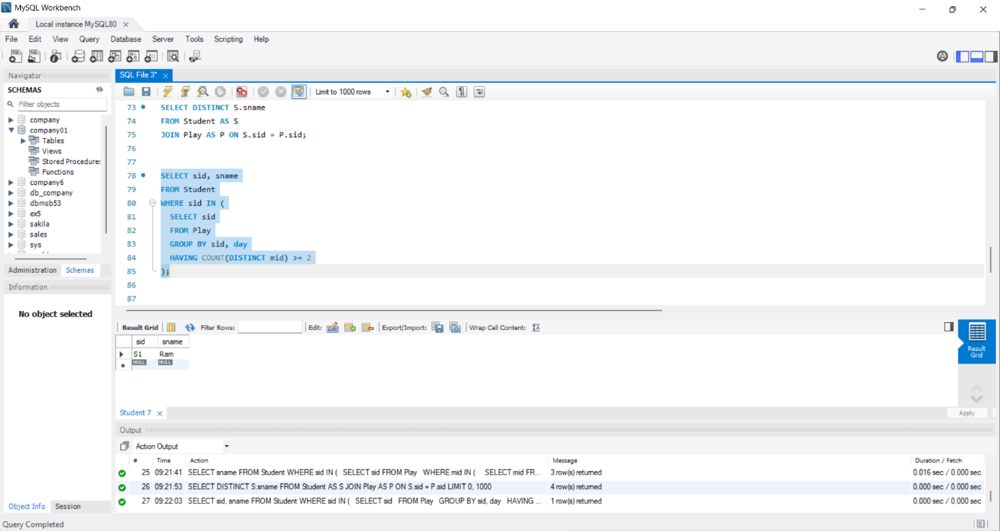 MySQL Workbench
Local instance MySQL80
File Edit View Query Database Server Tools Scripting Help
Navigator
SCHEMAS
Filter objects
company
company01
Tables
Views
Stored Procedures
Functions
company6
db_company
dbmsb53
ex5
sakila
sales
sys
Administration Schemas
Information
No object selected
Object Info Session
SQL File 3*
Limit to 1000 rows
73 SELECT DISTINCT S.sname
74 FROM Student AS S
75 JOIN Play AS P ON S.sid = P.sid;
76
77
78 SELECT sid, sname
79 FROM Student
80 WHERE sid IN (
81 SELECT sid
82 FROM Play
83 GROUP BY sid, day
84 HAVING COUNT(DISTINCT mid) >= 2
85 );
86
87
Result Grid Filter Rows: Edit: Export/Import: Wrap Cell Content:
sid sname
S1 Ram
NULL NULL
Result
Grid
Student 7
Apply
Output
Action Output
# Time Action Message Duration / Fetch
25 09:21:41 SELECT sname FROM Student WHERE sid IN ( SELECT sid FROM Play WHERE mid IN ( SELECT mid FR... 3 row(s) returned 0.016 sec / 0.000 sec
26 09:21:53 SELECT DISTINCT S.sname FROM Student AS S JOIN Play AS P ON S.sid = P.sid LIMIT 0, 1000 4 row(s) returned 0.000 sec / 0.000 sec
27 09:22:03 SELECT sid, sname FROM Student WHERE sid IN ( SELECT sid FROM Play GROUP BY sid, day HAVING ... 1 row(s) returned 0.000 sec / 0.000 sec
Query Completed